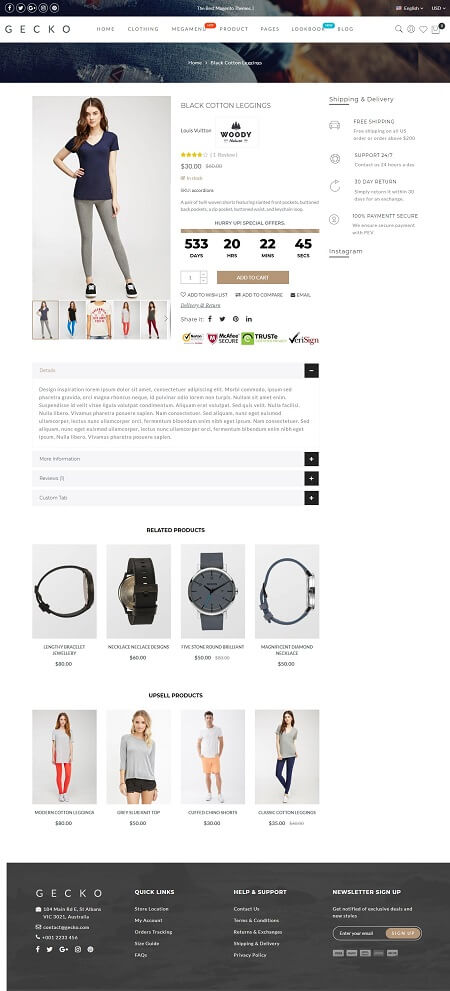 The Best Magento Themes..!
English
USD
GECKO
HOME CLOTHING MEGAMENU PRODUCT PAGES LOOKBOOK BLOG
0
Home > Black Cotton Leggings
BLACK COTTON LEGGINGS
Louis Vuitton
WOODY
Nature
(1 Review)
$30.00 $60.00
In stock
SKU: accordions
A pair of twill woven shorts featuring slanted front pockets, buttoned
back pockets, a zip pocket, buttoned waist, and keychain loop.
HURRY UP! SPECIAL OFFERS.
533 20 22 45
DAYS HRS MINS SECS
1
ADD TO CART
ADD TO WISH LIST ADD TO COMPARE EMAIL
Delivery & Return
Share it:
Norton
McAfee
SECURE
TRUSTe
VeriSign
Shipping & Delivery
FREE SHIPPING
Free shipping on all US
order or order above $200
SUPPORT 24/7
Contact us 24 hours a day
30 DAY RETURN
Simply return it within 30
days for an exchange.
100% PAYMENTT SECURE
We ensure secure payment
with PEV.
Instagram
Details
Design inspiration lorem ipsum dolor sit amet, consectetuer adipiscing elit. Morbi commodo, ipsum sed
pharetra gravida, orci magna rhoncus neque, id pulvinar odio lorem non turpis. Nullam sit amet enim.
Suspendisse id velit vitae ligula volutpat condimentum. Aliquam erat volutpat. Sed quis velit. Nulla facilisi.
Nulla libero. Vivamus pharetra posuere sapien. Nam consectetuer. Sed aliquam, nunc eget euismod
ullamcorper, lectus nunc ullamcorper orci, fermentum bibendum enim nibh eget ipsum. Nam consectetuer. Sed
aliquam, nunc eget euismod ullamcorper, lectus nunc ullamcorper orci, fermentum bibendum enim nibh eget
ipsum. Nulla libero. Vivamus pharetra posuere sapien.
More Information
Reviews (1)
Custom Tab
RELATED PRODUCTS
LENGTHY BRACELET
JEWELLERY
$80.00
NECKLACE NECLACE DESIGNS
$60.00
FIVE STONE ROUND BRILLIANT
$50.00 $80.00
MAGNIFICENT DIAMOND
NECKLACE
$50.00
UPSELL PRODUCTS
MODERN COTTON LEGGINGS
$80.00
GREY SLUB KNIT TOP
$50.00
CUFFED CHINO SHORTS
$30.00
CLASSIC COTTON LEGGINGS
$35.00
GECKO
184 Main Rd E, St Albans
VIC 3021, Australia
contact@gecko.com
+001 2233 456
QUICK LINKS
Store Location
My Account
Orders Tracking
Size Guide
FAQs
HELP & SUPPORT
Contact Us
Terms & Conditions
Returns & Exchanges
Shipping & Delivery
Privacy Policy
NEWSLETTER SIGN UP
Get notified of exclusive deals and
new styles
Enter your email
SIGN UP